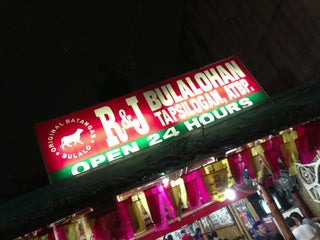 ORIGINAL BATANGAS
BULALO
R&J
BULALOHAN
TAPSILOGAN, ATBP.
OPEN 24 HOURS